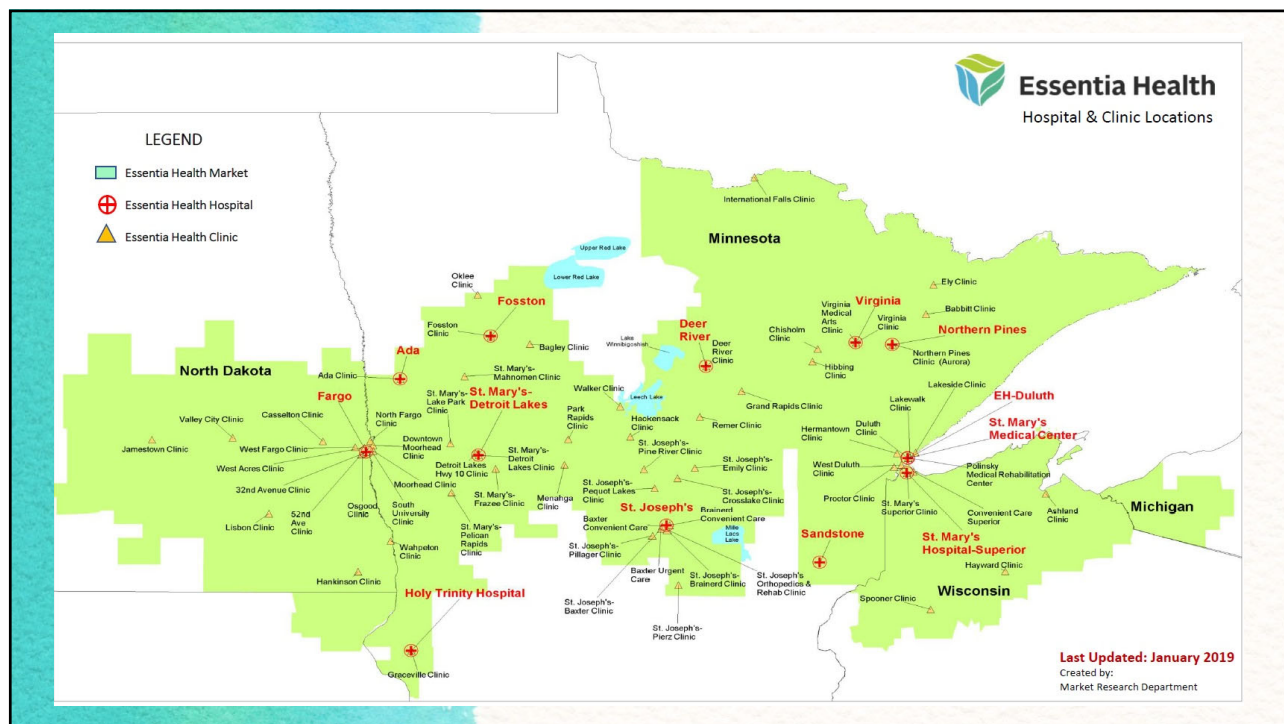 Essentia Health
Hospital & Clinic Locations
LEGEND
Essentia Health Market
Essentia Health Hospital
Essentia Health Clinic
International Falls Clinic
Minnesota
Upper Red Lake
Lower Red Lake
Oklee
Clinic
Fosston
Fosston
Clinic
Bagley Clinic
Ada
Ada Clinic
St. Mary's-
Mahnomen Clinic
North Dakota
Fargo
St. Mary's-
Lake Park
Clinic
St. Mary's-
Detroit Lakes
Valley City Clinic
Casselton Clinic
North Fargo
Clinic
Jamestown Clinic
West Fargo Clinic
Downtown
Moorhead
Clinic
West Acres Clinic
Detroit Lakes
Hwy 10 Clinic
St. Mary's-
Detroit
Lakes Clinic
32nd Avenue Clinic
Moorhead Clinic
St. Mary's-
Frazee Clinic
Lisbon Clinic
52nd
Ave
Clinic
Osgood
Clinic
South
University
Clinic
St. Mary's-
Pelican
Rapids Clinic
Wahpeton
Clinic
Hankinson Clinic
Holy Trinity Hospital
Graceville Clinic
Lake
Winnibigoshish
Deer
River
Deer
River
Clinic
Walker Clinic
Leech Lake
Park
Rapids
Clinic
Hackensack
Clinic
Remer Clinic
Grand Rapids Clinic
St. Joseph's-
Pine River Clinic
St. Joseph's-
Emily Clinic
Menahga
Clinic
St. Joseph's-
Pequot Lakes
Clinic
St. Joseph's-
Crosslake Clinic
St. Joseph's
Baxter
Convenient Care
Brainerd
Convenient Care
Mille
Lacs
Lake
St. Joseph's-
Pillager Clinic
Baxter Urgent
Care
St. Joseph's-
Brainerd Clinic
St. Joseph's
Orthopedics &
Rehab Clinic
St. Joseph's-
Baxter Clinic
St. Joseph's-
Pierz Clinic
Ely Clinic
Babbitt Clinic
Virginia
Virginia
Medical
Arts
Clinic
Virginia
Clinic
Northern Pines
Northern Pines
Clinic (Aurora)
Chisholm
Clinic
Hibbing
Clinic
Lakeside Clinic
Lakewalk
Clinic
EH-Duluth
St. Mary's
Medical Center
Hermantown
Clinic
Duluth
Clinic
West Duluth
Clinic
Polinsky
Medical Rehabilitation
Center
Proctor Clinic
St. Mary's
Superior Clinic
Convenient Care
Superior
Ashland
Clinic
Michigan
Sandstone
St. Mary's
Hospital-Superior
Hayward Clinic
Wisconsin
Spooner Clinic
Last Updated: January 2019
Created by:
Market Research Department